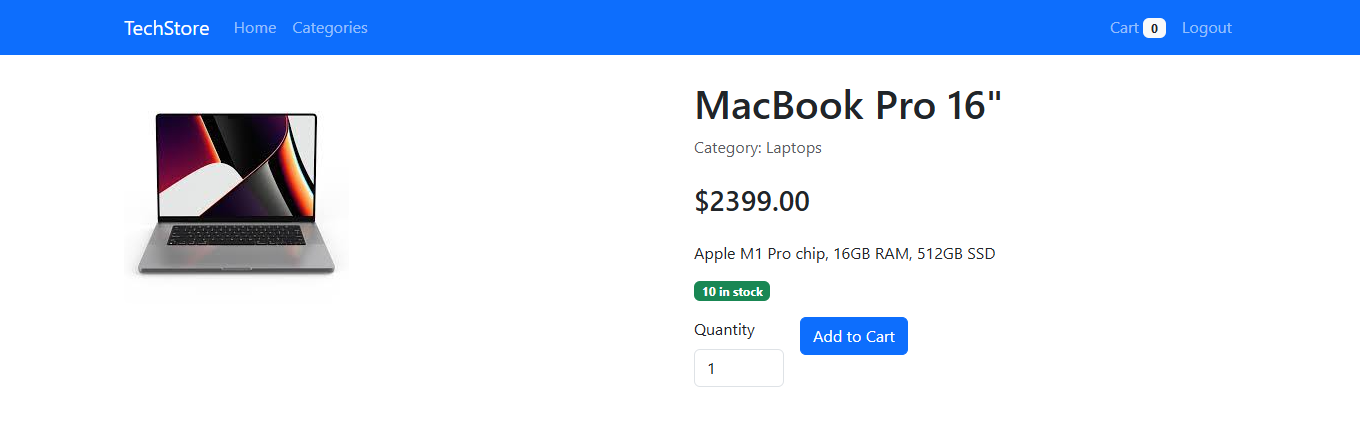 TechStore Home Categories Cart 0 Logout
MacBook Pro 16"
Category: Laptops
$2399.00
Apple M1 Pro chip, 16GB RAM, 512GB SSD
10 in stock
Quantity
Add to Cart
1